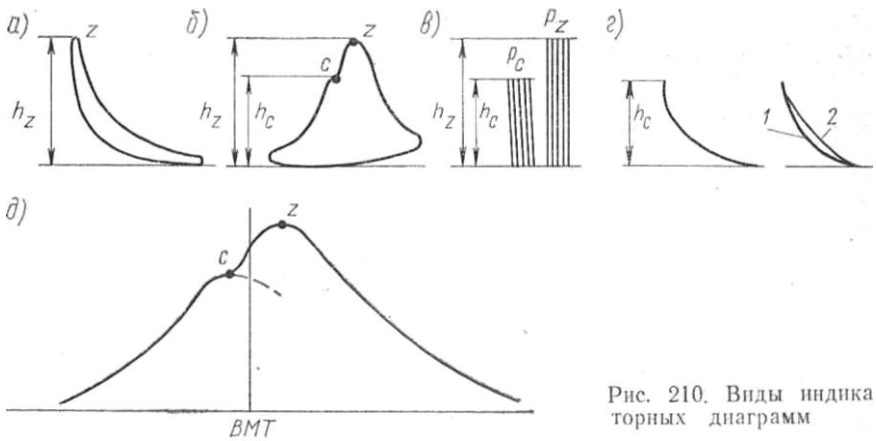 а) z б) z в) p_z г)
c p_c
h_z h_z h_c h_z h_c h_c 1 2
д) z
c
ВМТ
Рис. 210. Виды индика
торных диаграмм